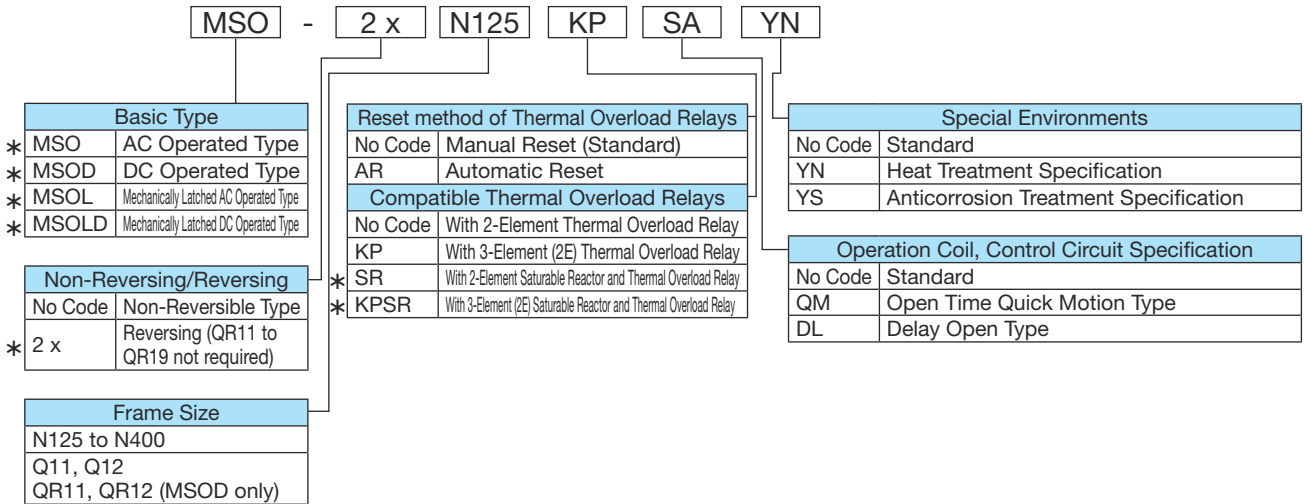 MSO - 2 x N125 KP SA YN
Basic Type
* MSO AC Operated Type
* MSOD DC Operated Type
* MSOL Mechanically Latched AC Operated Type
* MSOLD Mechanically Latched DC Operated Type
Non-Reversing/Reversing
No Code Non-Reversible Type
* 2 x Reversing (QR11 to
QR19 not required)
Frame Size
N125 to N400
Q11, Q12
QR11, QR12 (MSOD only)
Reset method of Thermal Overload Relays
No Code Manual Reset (Standard)
AR Automatic Reset
Compatible Thermal Overload Relays
No Code With 2-Element Thermal Overload Relay
KP With 3-Element (2E) Thermal Overload Relay
* SR With 2-Element Saturable Reactor and Thermal Overload Relay
* KPSR With 3-Element (2E) Saturable Reactor and Thermal Overload Relay
Special Environments
No Code Standard
YN Heat Treatment Specification
YS Anticorrosion Treatment Specification
Operation Coil, Control Circuit Specification
No Code Standard
QM Open Time Quick Motion Type
DL Delay Open Type